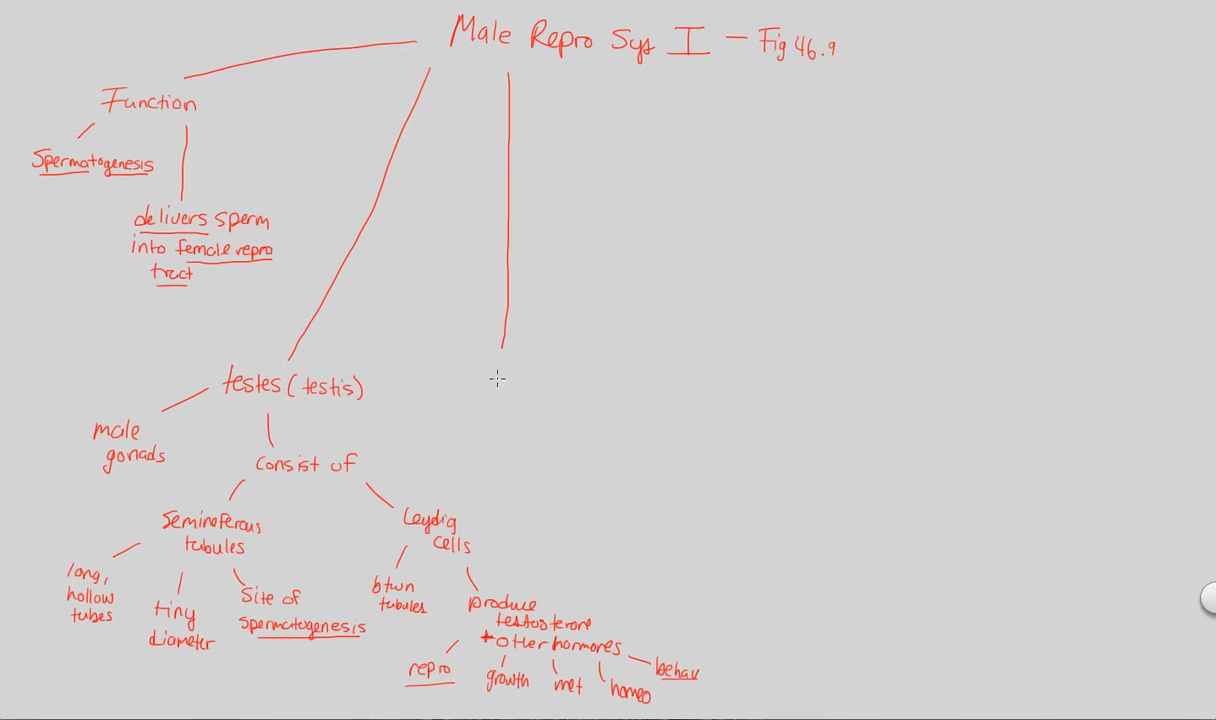 Male Repro Sys I - Fig 46.9
Function
Spermatogenesis
delivers sperm
into female repro
tract
testes (testis)
male
gonads
consist of
Seminiferous
tubules
Leydig
cells
long,
hollow
tubes
tiny
diameter
Site of
spermatogenesis
btwn
tubules
produce
testosterone
+ other hormones
repro
growth
met
homeo
behav